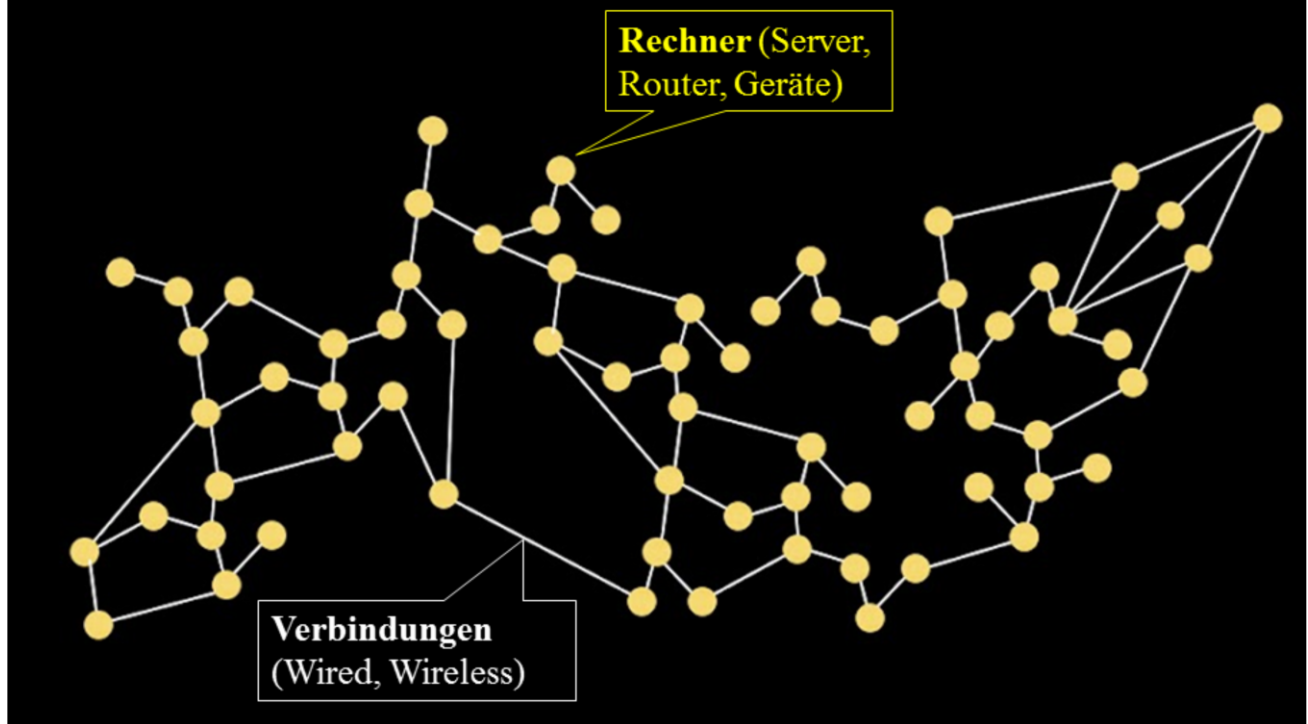 Rechner (Server,
Router, Geräte)
Verbindungen
(Wired, Wireless)